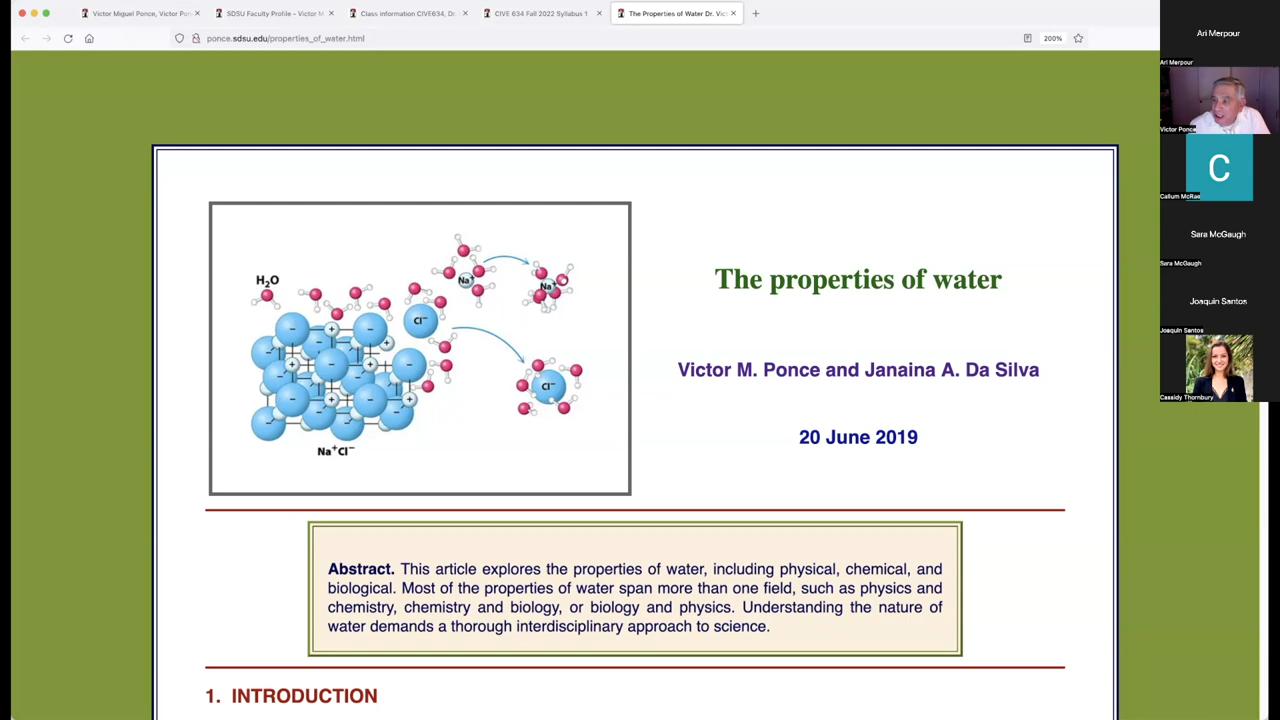 Victor Miguel Ponce, Victor Pon
SDSU Faculty Profile – Victor M
Class information CIVE634, Dr.
CIVE 634 Fall 2022 Syllabus 1
The Properties of Water Dr. Vic
ponce.sdsu.edu/properties_of_water.html
200%
Ari Merpour
Ari Merpour
Victor Ponce
C
Callum McRae
Sara McGaugh
Sara McGaugh
Joaquin Santos
Joaquin Santos
Cassidy Thornbury
H₂O
Na⁺
Na⁺
Cl⁻
Cl⁻
Na⁺Cl⁻
The properties of water
Victor M. Ponce and Janaina A. Da Silva
20 June 2019
Abstract. This article explores the properties of water, including physical, chemical, and
biological. Most of the properties of water span more than one field, such as physics and
chemistry, chemistry and biology, or biology and physics. Understanding the nature of
water demands a thorough interdisciplinary approach to science.
1. INTRODUCTION